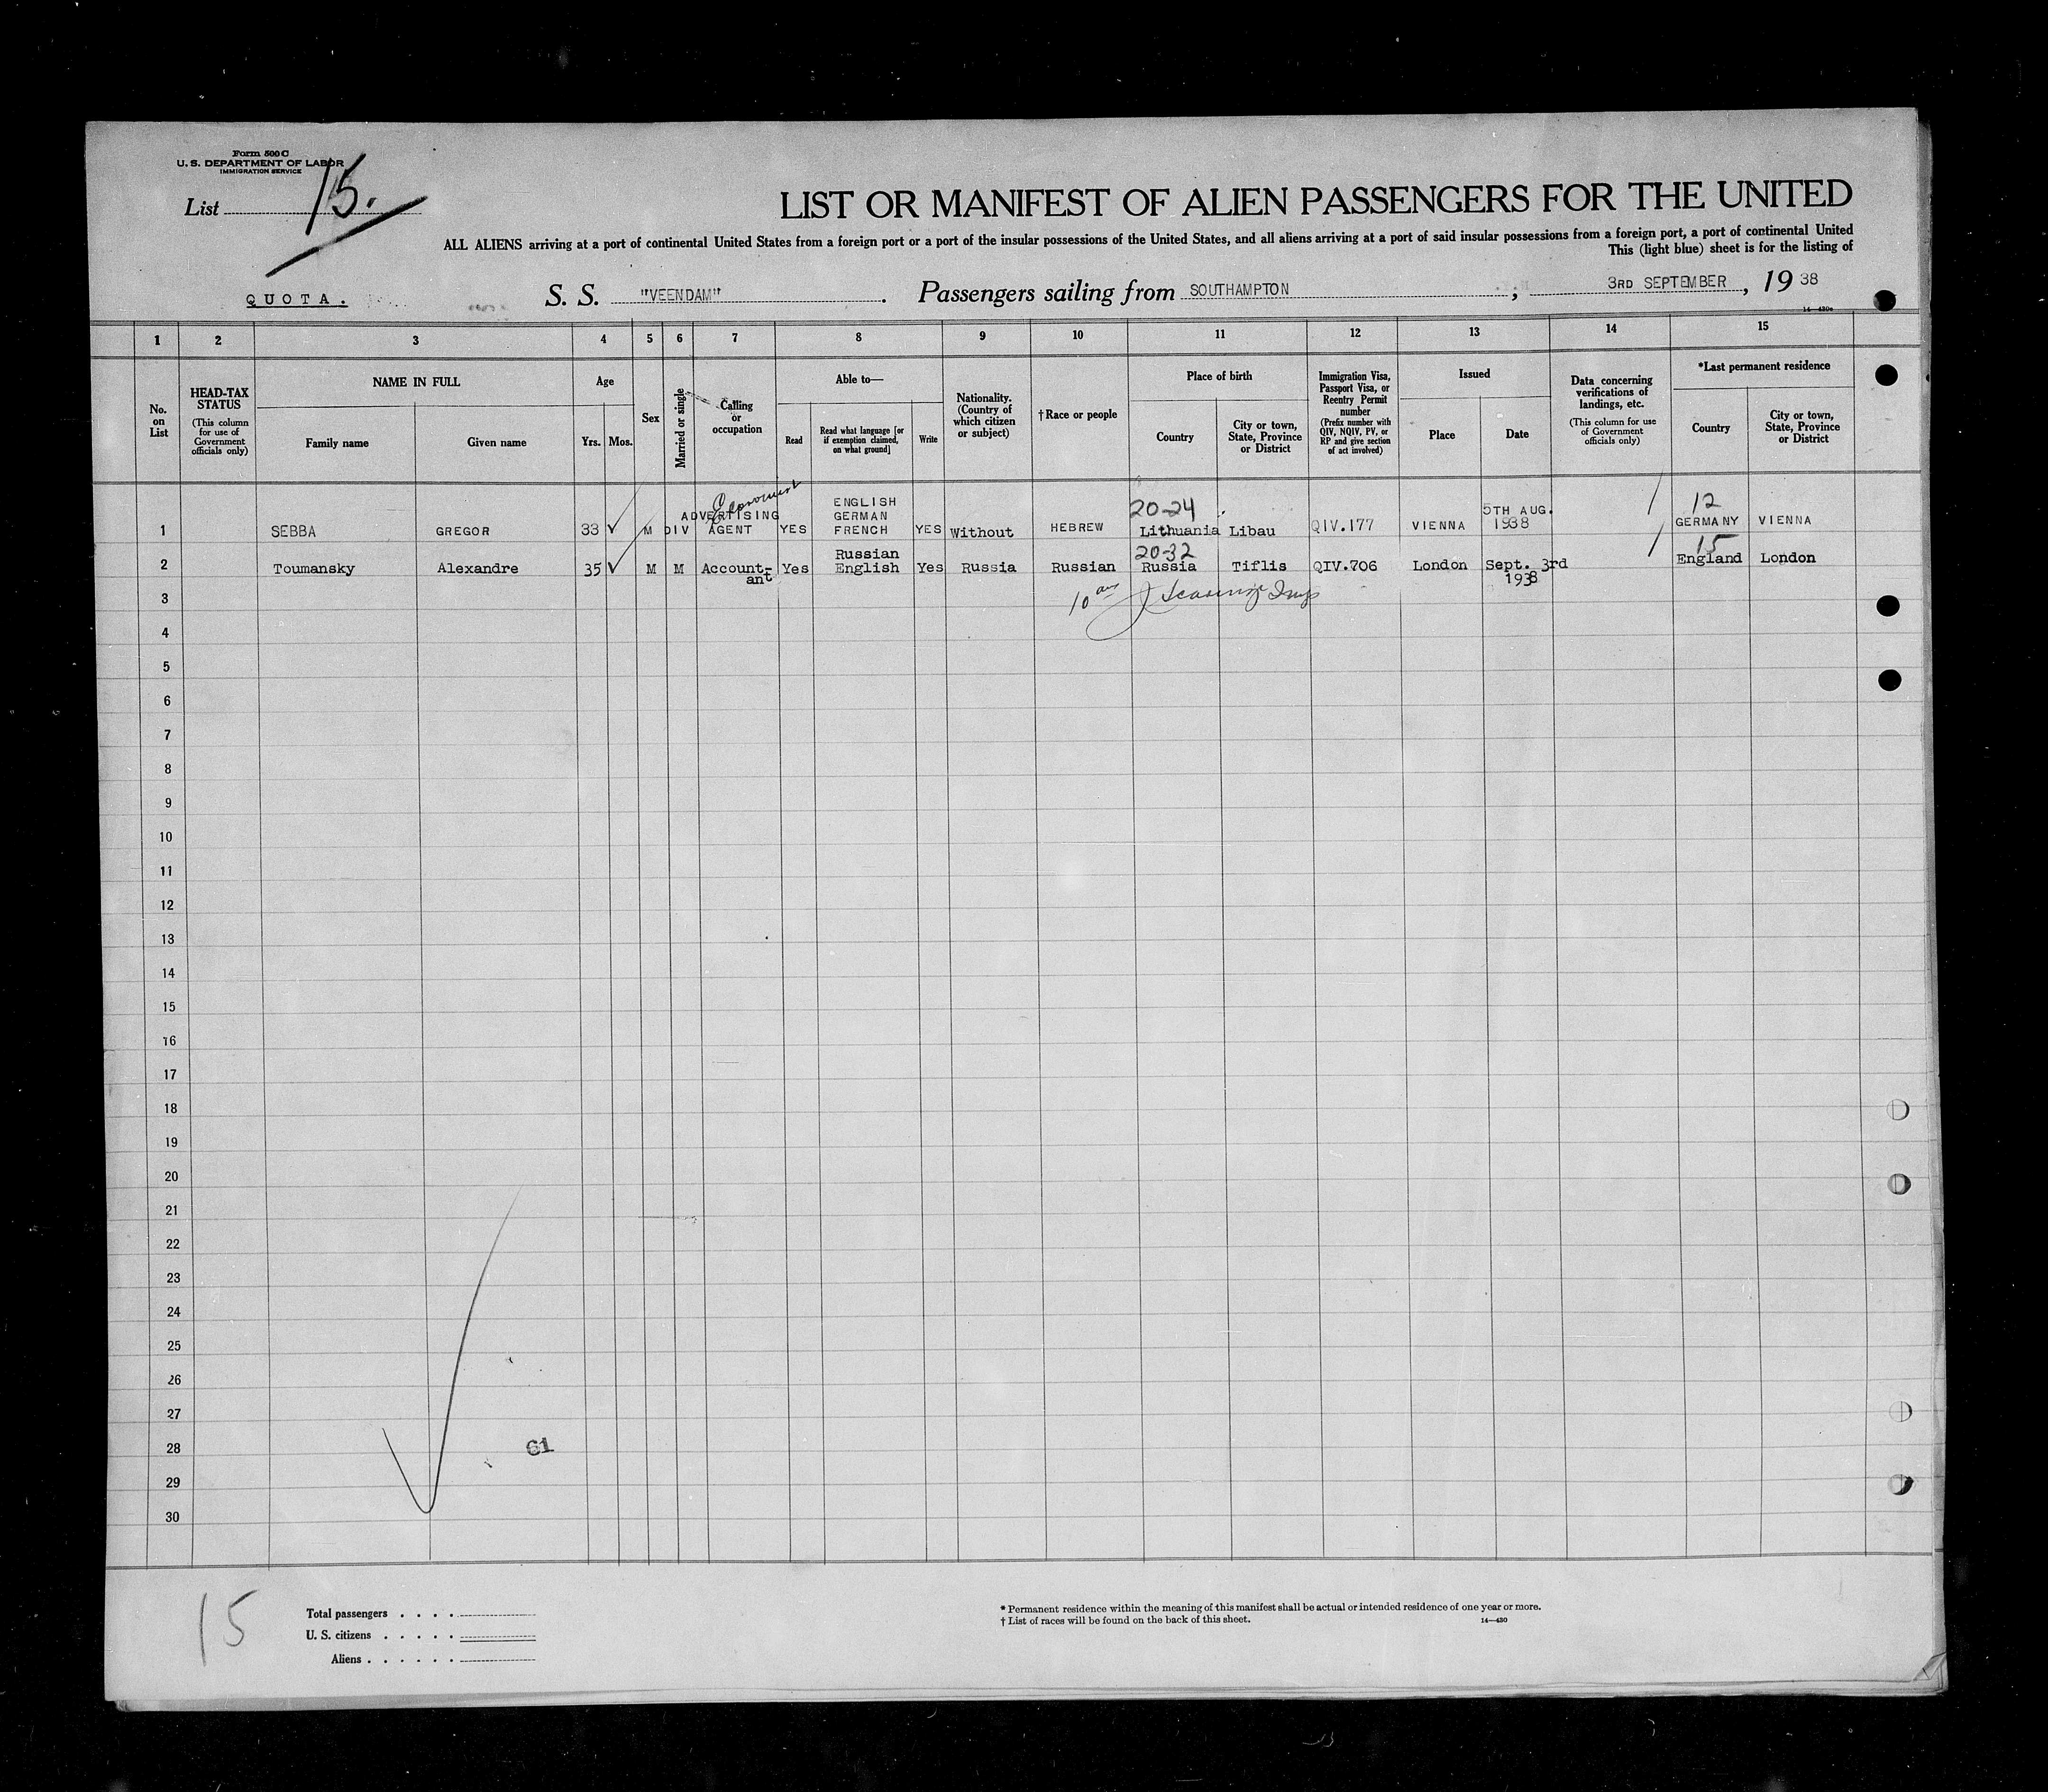 Form 500 C
U. S. DEPARTMENT OF LABOR
IMMIGRATION SERVICE
List 15.
LIST OR MANIFEST OF ALIEN PASSENGERS FOR THE UNITED
ALL ALIENS arriving at a port of continental United States from a foreign port or a port of the insular possessions of the United States, and all aliens arriving at a port of said insular possessions from a foreign port, a port of continental United
This (light blue) sheet is for the listing of
QUOTA. S. S. "VEENDAM". Passengers sailing from SOUTHAMPTON, 3RD SEPTEMBER, 19 38
14—430
1 2 3 4 5 6 7 8 9 10 11 12 13 14 15
No. on List
HEAD-TAX STATUS
(This column for use of Government officials only)
NAME IN FULL
Family name
Given name
Age
Yrs.
Mos.
Sex
Married or single
Calling or occupation
Able to—
Read
Read what language [or if exemption claimed, on what ground]
Write
Nationality. (Country of which citizen or subject)
†Race or people
Place of birth
Country
City or town, State, Province or District
Immigration Visa, Passport Visa, or Reentry Permit number
(Prefix number with QIV, NQIV, PV, or RP and give section of act involved)
Issued
Place
Date
Data concerning verifications of landings, etc.
(This column for use of Government officials only)
*Last permanent residence
Country
City or town, State, Province or District
Economist
1 SEBBA GREGOR 33 M DIV ADVERTISING AGENT YES ENGLISH GERMAN FRENCH YES Without HEBREW 20-24 Lithuania Libau QIV.177 VIENNA 5TH AUG. 1938 12 GERMANY VIENNA
2 Toumansky Alexandre 35 M M Account-ant Yes Russian English Yes Russia Russian 20-32 Russia Tiflis QIV.706 London Sept. 3rd 1938 15 England London
3 10
4
5
6
7
8
9
10
11
12
13
14
15
16
17
18
19
20
21
22
23
24
25
26
27
28 61
29
30
15
Total passengers
U. S. citizens
Aliens
* Permanent residence within the meaning of this manifest shall be actual or intended residence of one year or more.
† List of races will be found on the back of this sheet. 14—430